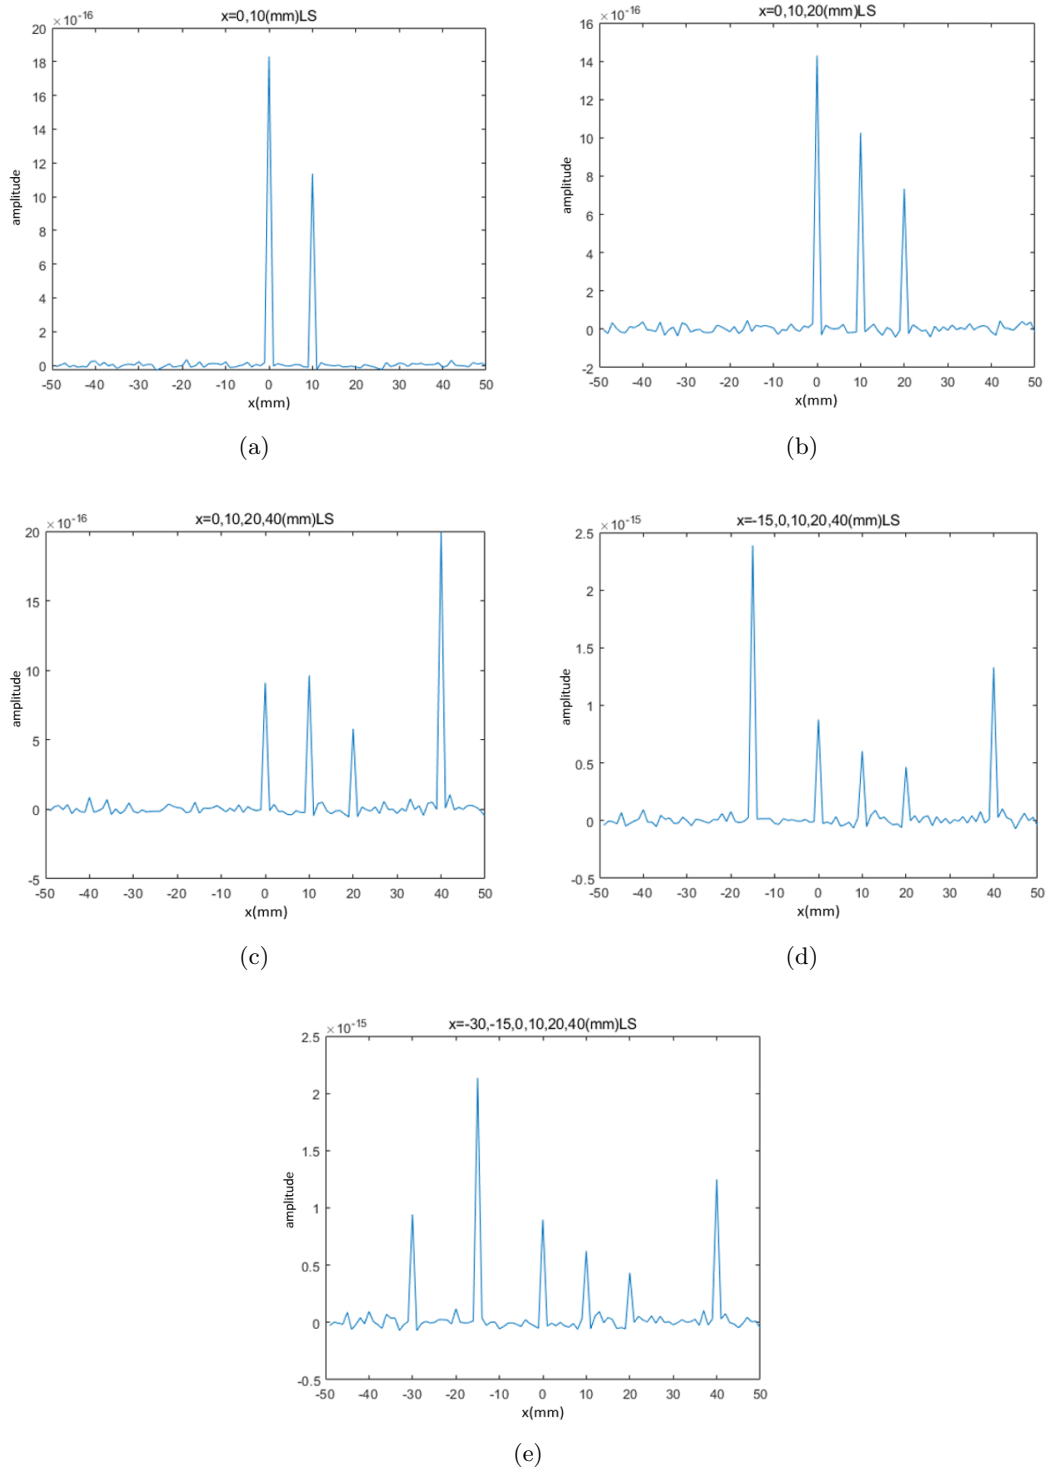 ×10⁻¹⁶
x=0,10(mm)LS
20
18
16
14
12
10
8
6
4
2
0
amplitude
-50 -40 -30 -20 -10 0 10 20 30 40 50
x(mm)
(a)
×10⁻¹⁶
x=0,10,20(mm)LS
16
14
12
10
8
6
4
2
0
-2
amplitude
-50 -40 -30 -20 -10 0 10 20 30 40 50
x(mm)
(b)
×10⁻¹⁶
x=0,10,20,40(mm)LS
20
15
10
5
0
-5
amplitude
-50 -40 -30 -20 -10 0 10 20 30 40 50
x(mm)
(c)
×10⁻¹⁵
x=-15,0,10,20,40(mm)LS
2.5
2
1.5
1
0.5
0
-0.5
amplitude
-50 -40 -30 -20 -10 0 10 20 30 40 50
x(mm)
(d)
×10⁻¹⁵
x=-30,-15,0,10,20,40(mm)LS
2.5
2
1.5
1
0.5
0
-0.5
amplitude
-50 -40 -30 -20 -10 0 10 20 30 40 50
x(mm)
(e)